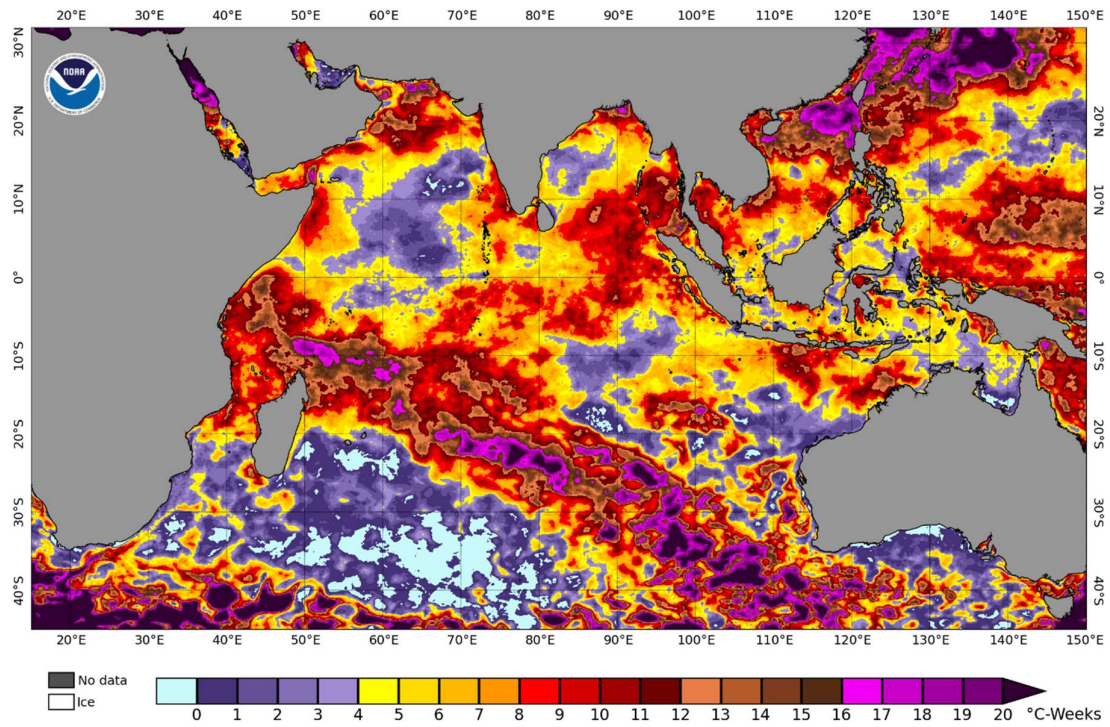 20°E 30°E 40°E 50°E 60°E 70°E 80°E 90°E 100°E 110°E 120°E 130°E 140°E 150°E
30°N 30°N
NOAA
20°N 20°N
10°N 10°N
0° 0°
10°S 10°S
20°S 20°S
30°S 30°S
40°S 40°S
20°E 30°E 40°E 50°E 60°E 70°E 80°E 90°E 100°E 110°E 120°E 130°E 140°E 150°E
No data
Ice
0 1 2 3 4 5 6 7 8 9 10 11 12 13 14 15 16 17 18 19 20 °C-Weeks